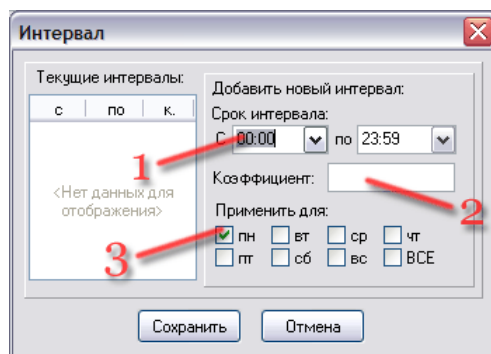 Интервал
Текущие интервалы:
с по к.
<Нет данных для
отображения>
Добавить новый интервал:
Срок интервала:
С 00:00 по 23:59
1
Коэффициент:
2
Применить для:
3
пн вт ср чт
пт сб вс ВСЕ
Сохранить Отмена